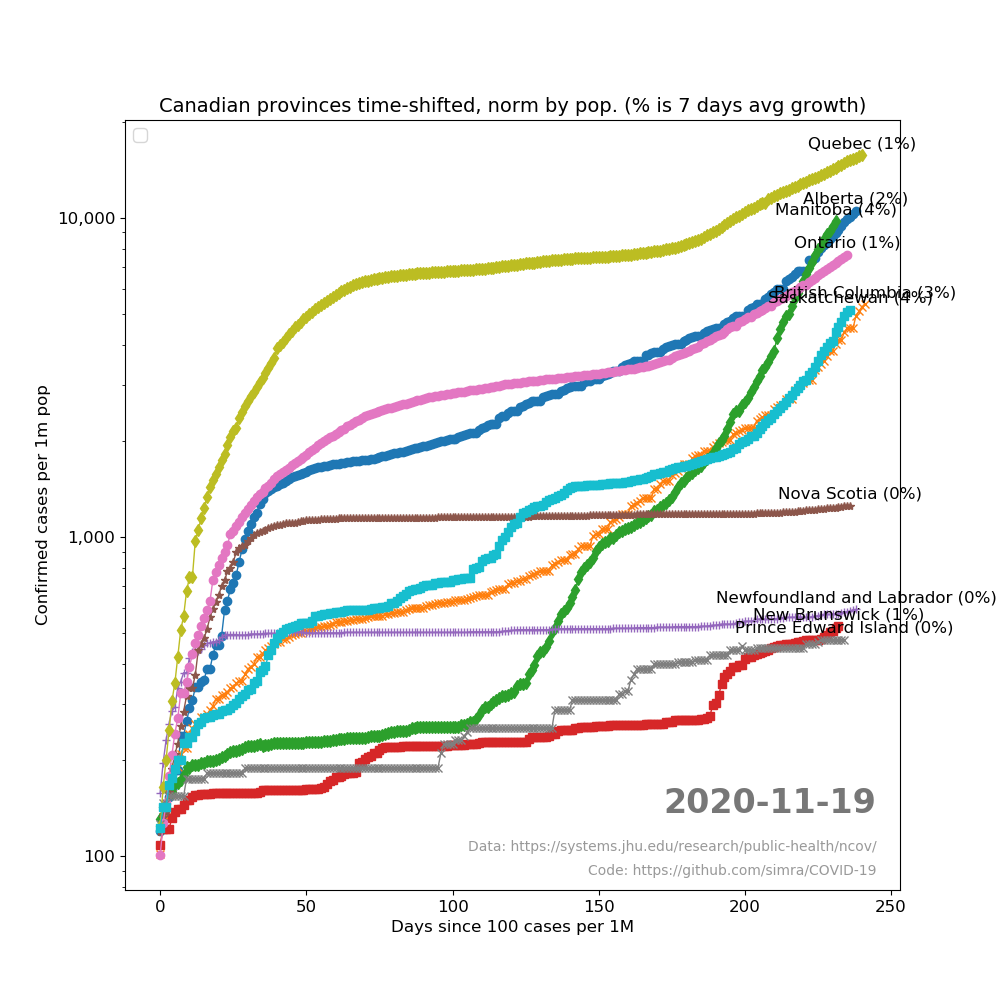 Canadian provinces time-shifted, norm by pop. (% is 7 days avg growth)
Quebec (1%)
Alberta (2%)
Manitoba (4%)
Ontario (1%)
British Columbia (3%)
Saskatchewan (4%)
Nova Scotia (0%)
Newfoundland and Labrador (0%)
New Brunswick (1%)
Prince Edward Island (0%)
10,000
1,000
100
Confirmed cases per 1m pop
2020-11-19
Data: https://systems.jhu.edu/research/public-health/ncov/
Code: https://github.com/simra/COVID-19
0
50
100
150
200
250
Days since 100 cases per 1M